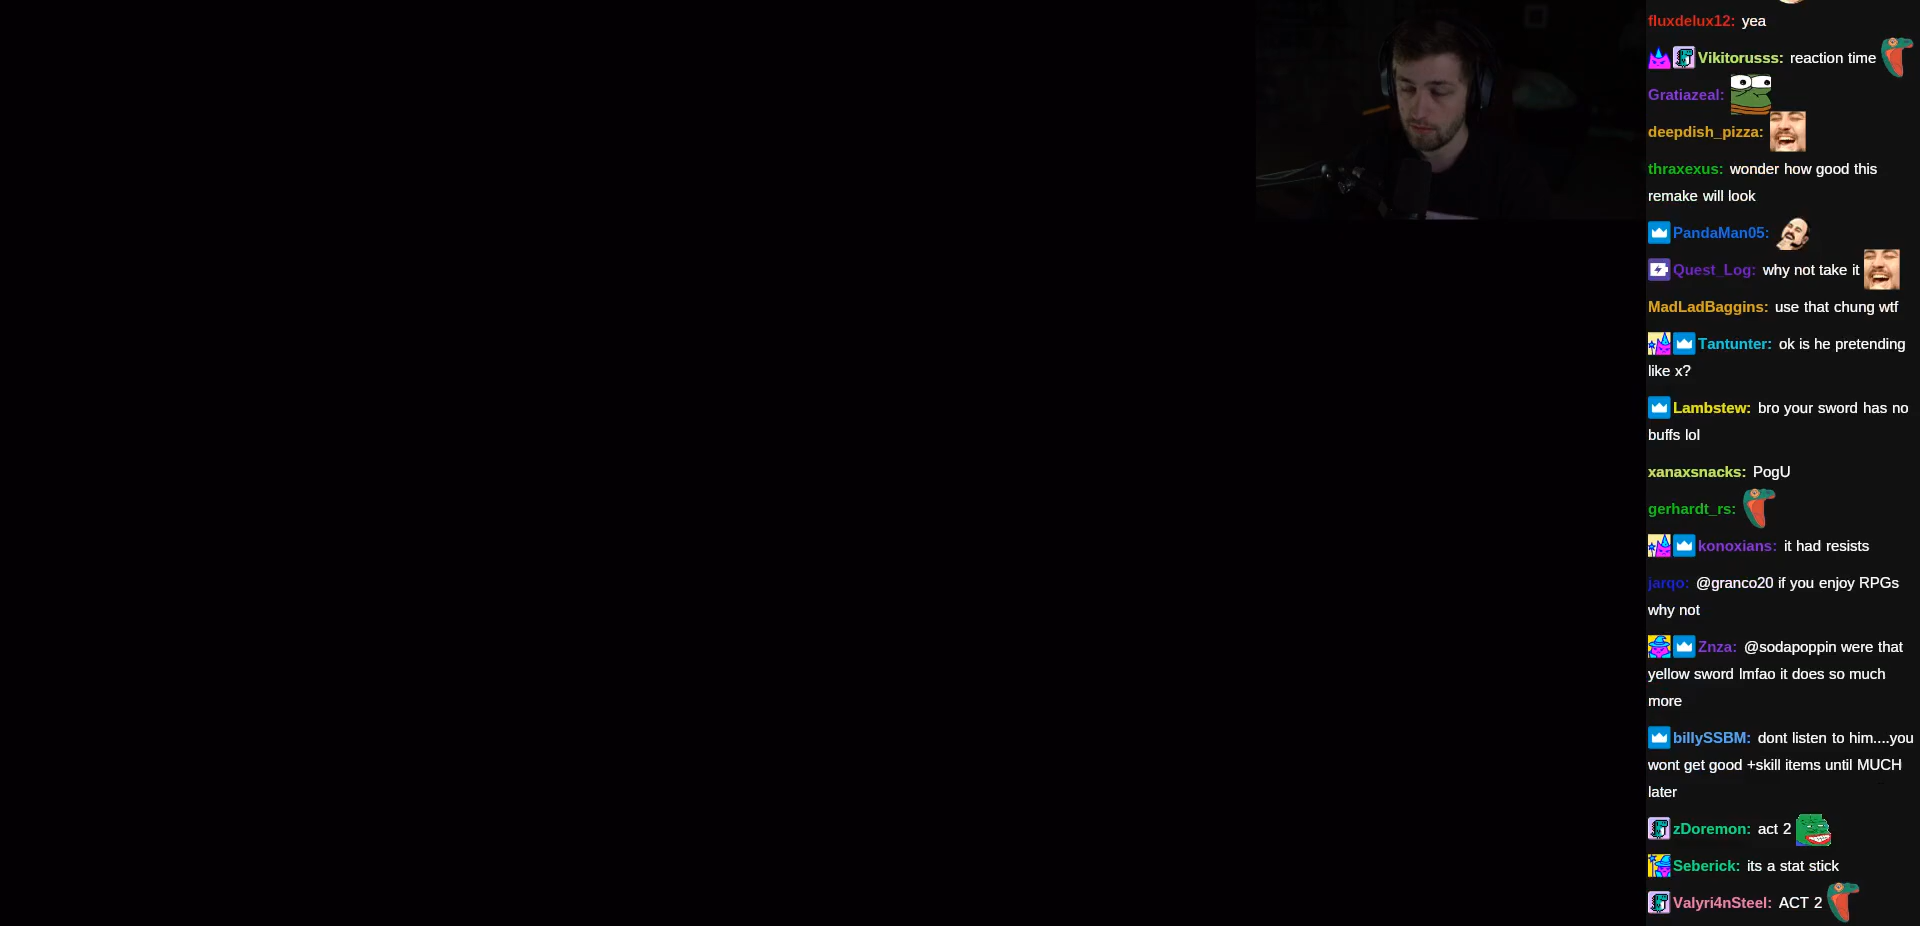 fluxdelux12: yea
Vikitorusss: reaction time
Gratiazeal:
deepdish_pizza:
thraxexus: wonder how good this
remake will look
PandaMan05:
Quest_Log: why not take it
MadLadBaggins: use that chung wtf
Tantunter: ok is he pretending
like x?
Lambstew: bro your sword has no
buffs lol
xanaxsnacks: PogU
gerhardt_rs:
konoxians: it had resists
jarqo: @granco20 if you enjoy RPGs
why not
Znza: @sodapoppin were that
yellow sword lmfao it does so much
more
billySSBM: dont listen to him....you
wont get good +skill items until MUCH
later
zDoremon: act 2
Seberick: its a stat stick
Valyri4nSteel: ACT 2